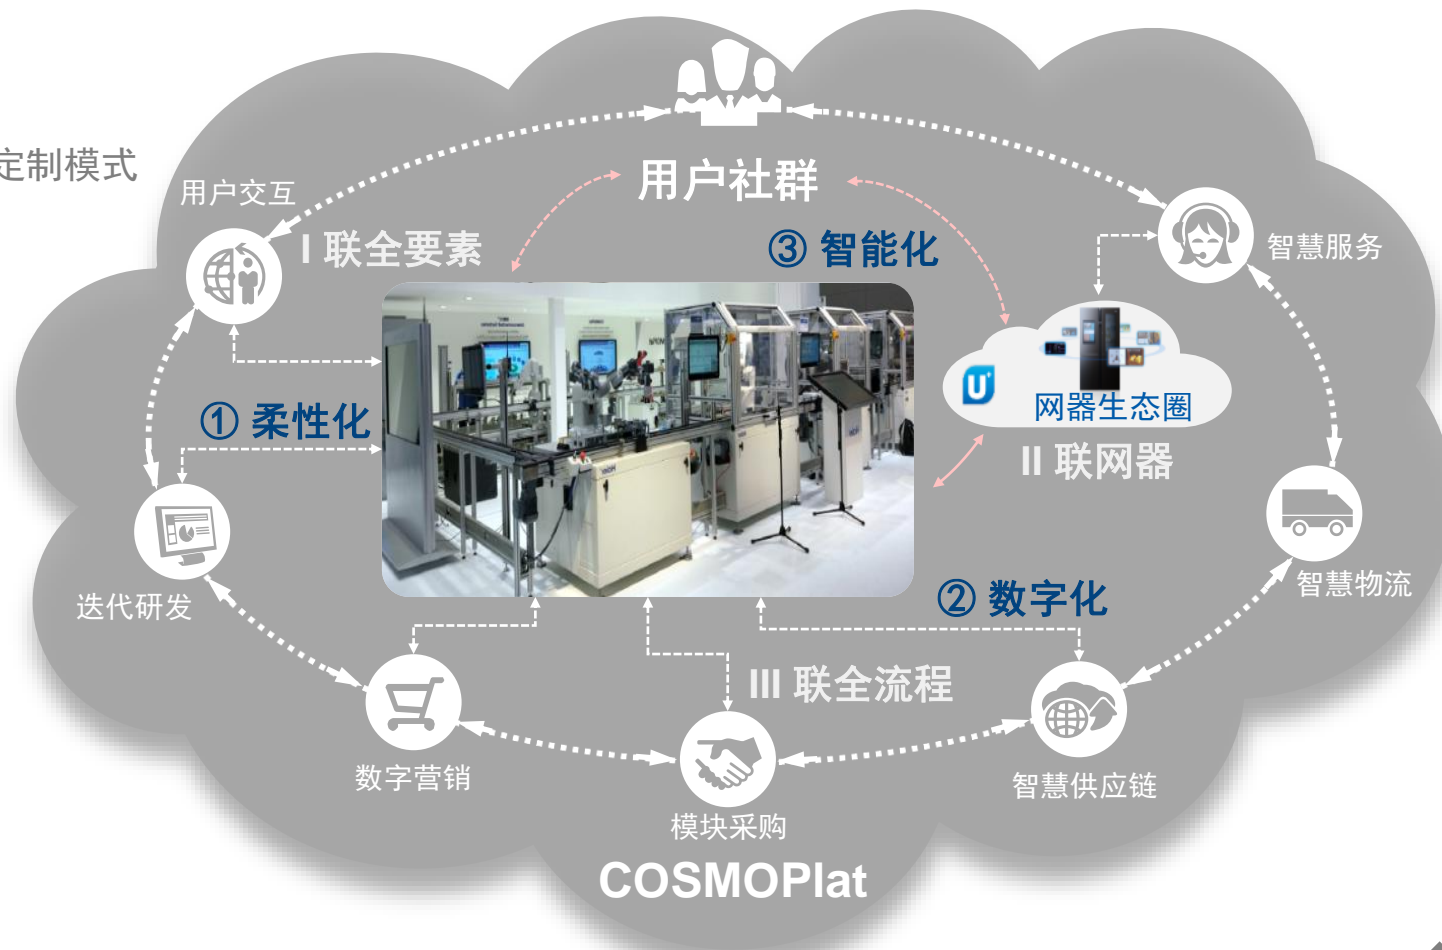 定制模式
用户交互
用户社群
I 联全要素
③ 智能化
智慧服务
U+
网器生态圈
① 柔性化
II 联网器
迭代研发
② 数字化
智慧物流
III 联全流程
数字营销
智慧供应链
模块采购
COSMOPlat